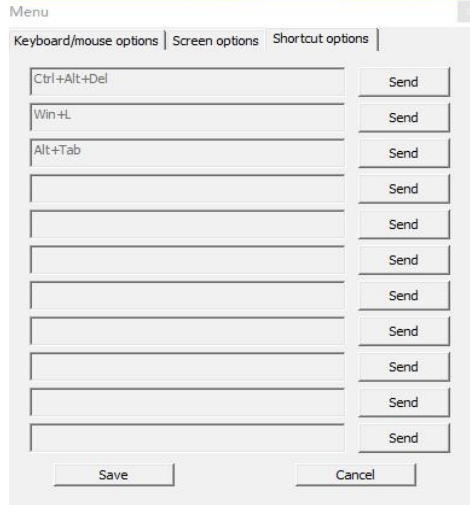 Menu
Keyboard/mouse options Screen options Shortcut options
Ctrl+Alt+Del Send
Win+L Send
Alt+Tab Send
Send
Send
Send
Send
Send
Send
Send
Send
Save Cancel